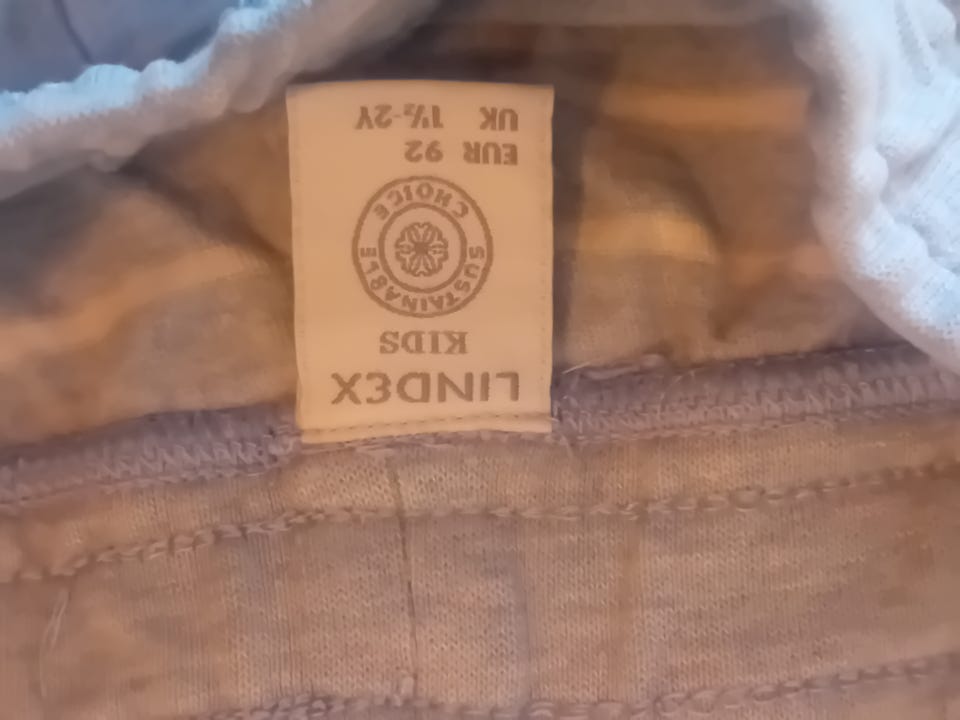 LINDEX
KIDS
SUSTAINABLE CHOICE
EUR 92
UK 1½-2Y